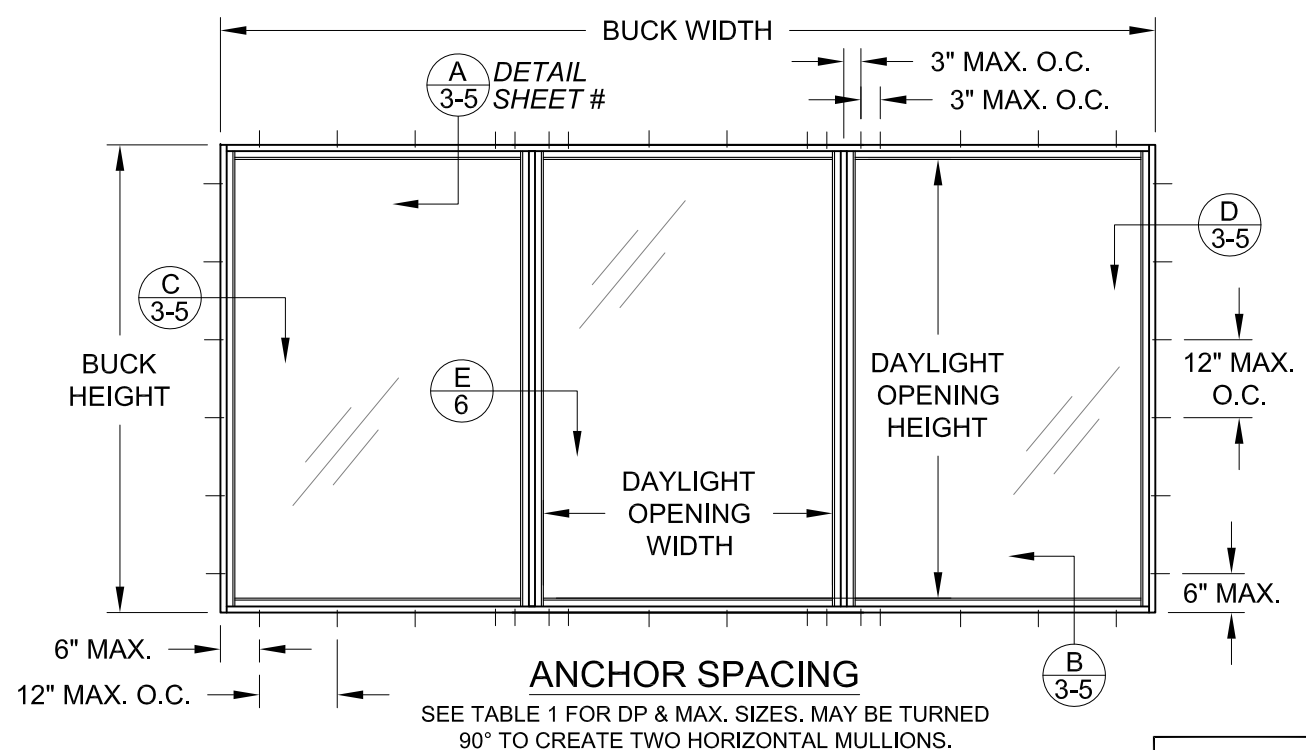 BUCK WIDTH
3" MAX. O.C.
A
3-5
DETAIL
SHEET #
3" MAX. O.C.
D
3-5
C
3-5
BUCK
HEIGHT
E
6
DAYLIGHT
OPENING
HEIGHT
12" MAX.
O.C.
DAYLIGHT
OPENING
WIDTH
6" MAX.
6" MAX.
12" MAX. O.C.
B
3-5
ANCHOR SPACING
SEE TABLE 1 FOR DP & MAX. SIZES. MAY BE TURNED
90° TO CREATE TWO HORIZONTAL MULLIONS.